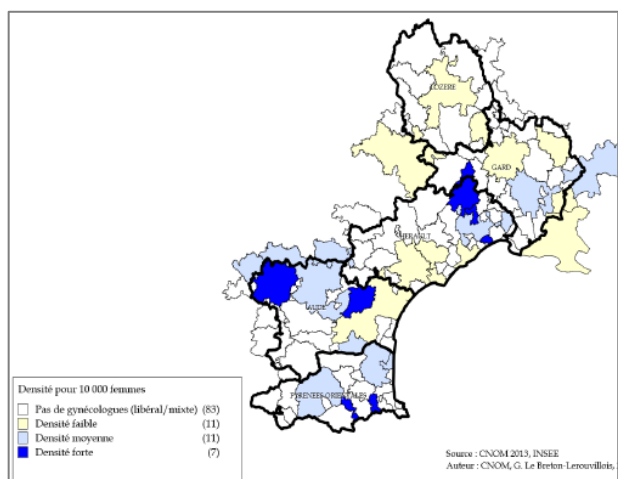 LOZERE
GARD
HERAULT
AUDE
PYRENEES-ORIENTALES
Densité pour 10 000 femmes
Pas de gynécologues (libéral/mixte) (83)
Densité faible (11)
Densité moyenne (11)
Densité forte (7)
Source : CNOM 2013, INSEE
Auteur : CNOM, G. Le Breton-Lerouvillois,